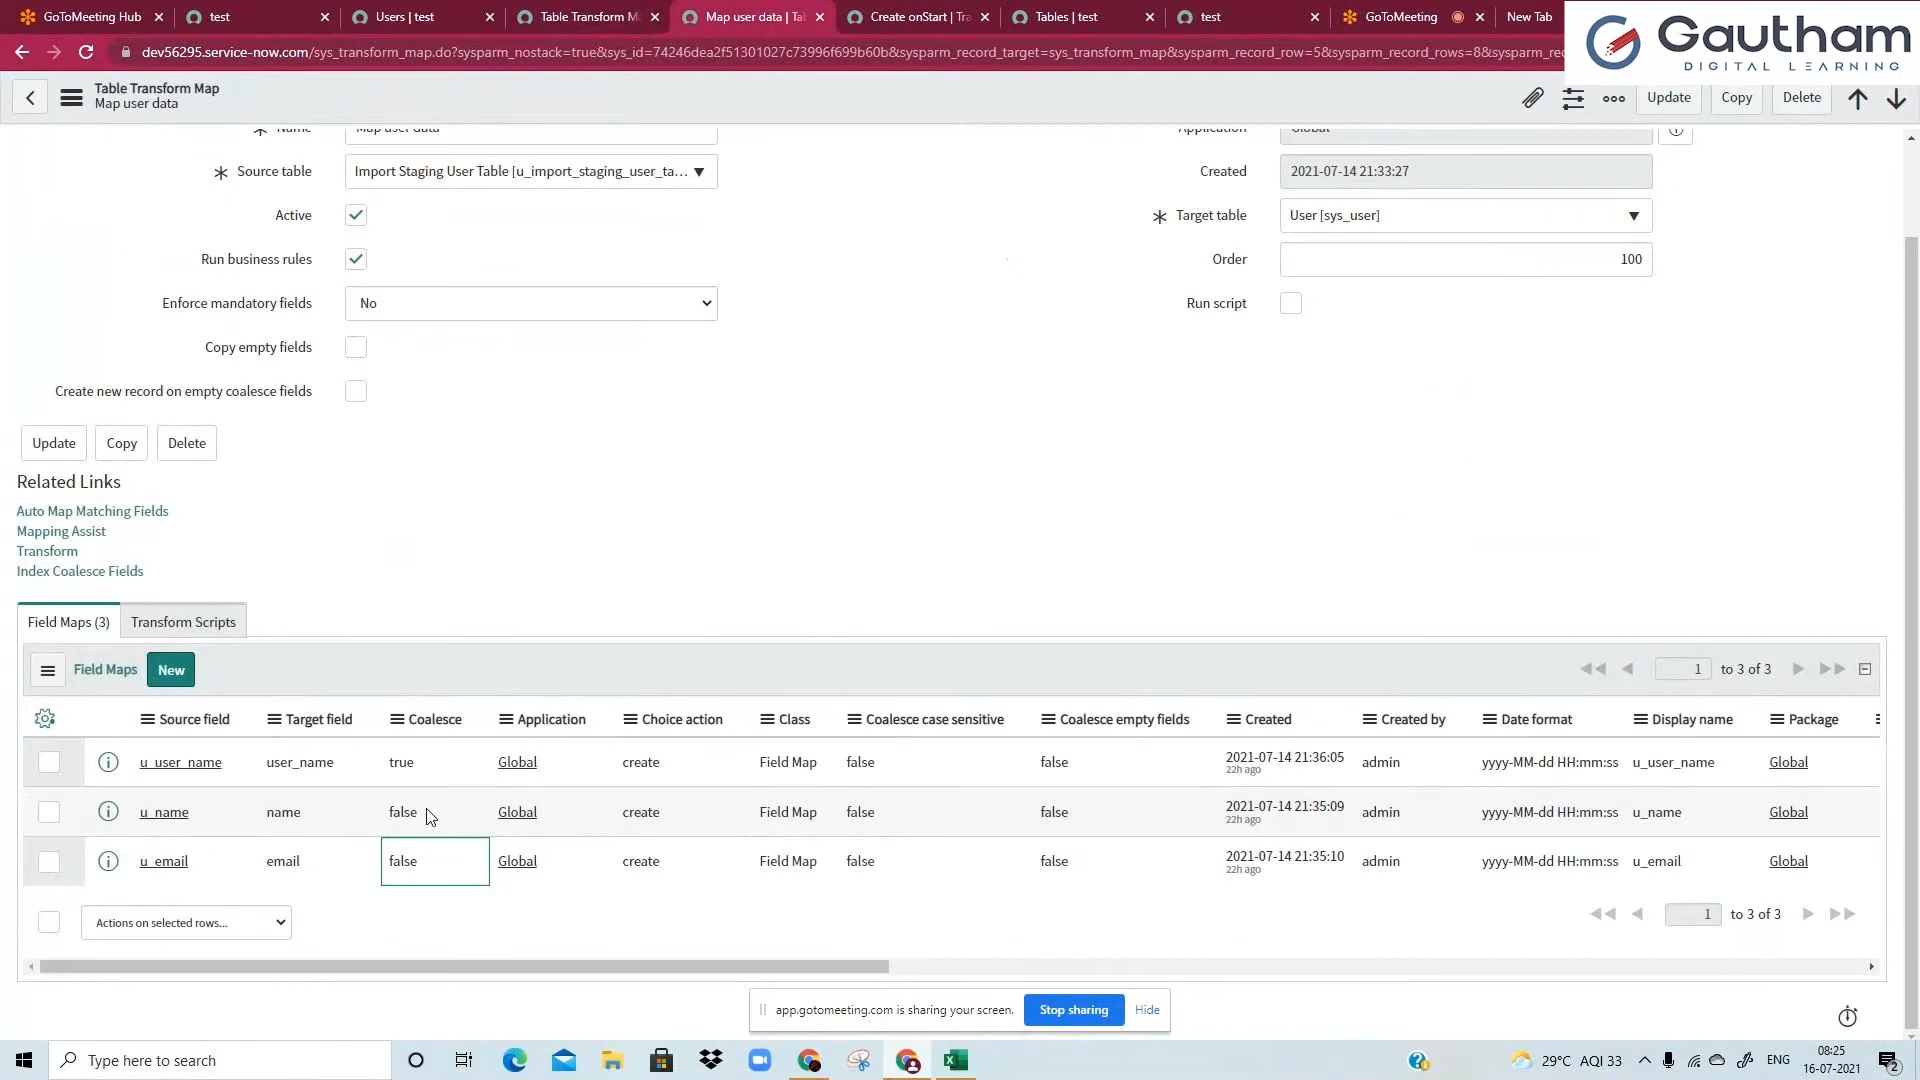 GoToMeeting Hub
test
Users | test
Table Transform M
Map user data | Ta
Create onStart | Tra
Tables | test
test
GoToMeeting
New Tab
Gautham
DIGITAL LEARNING
dev56295.service-now.com/sys_transform_map.do?sysparm_nostack=true&sys_id=74246dea2f51301027c73996f699b60b&sysparm_record_target=sys_transform_map&sysparm_record_row=5&sysparm_record_rows=8&sysparm_rec
Table Transform Map
Map user data
Update Copy Delete
Name Map user data
Application Global
Source table Import Staging User Table [u_import_staging_user_ta...
Created 2021-07-14 21:33:27
Active
Target table User [sys_user]
Run business rules
Order 100
Enforce mandatory fields No
Run script
Copy empty fields
Create new record on empty coalesce fields
Update Copy Delete
Related Links
Auto Map Matching Fields
Mapping Assist
Transform
Index Coalesce Fields
Field Maps (3) Transform Scripts
Field Maps New 1 to 3 of 3
Source field Target field Coalesce Application Choice action Class Coalesce case sensitive Coalesce empty fields Created Created by Date format Display name Package
u_user_name user_name true Global create Field Map false false 2021-07-14 21:36:05 admin yyyy-MM-dd HH:mm:ss u_user_name Global
22h ago
u_name name false Global create Field Map false false 2021-07-14 21:35:09 admin yyyy-MM-dd HH:mm:ss u_name Global
22h ago
u_email email false Global create Field Map false false 2021-07-14 21:35:10 admin yyyy-MM-dd HH:mm:ss u_email Global
22h ago
Actions on selected rows... 1 to 3 of 3
app.gotomeeting.com is sharing your screen. Stop sharing Hide
Type here to search
29°C AQI 33 ENG
08:25
16-07-2021
2